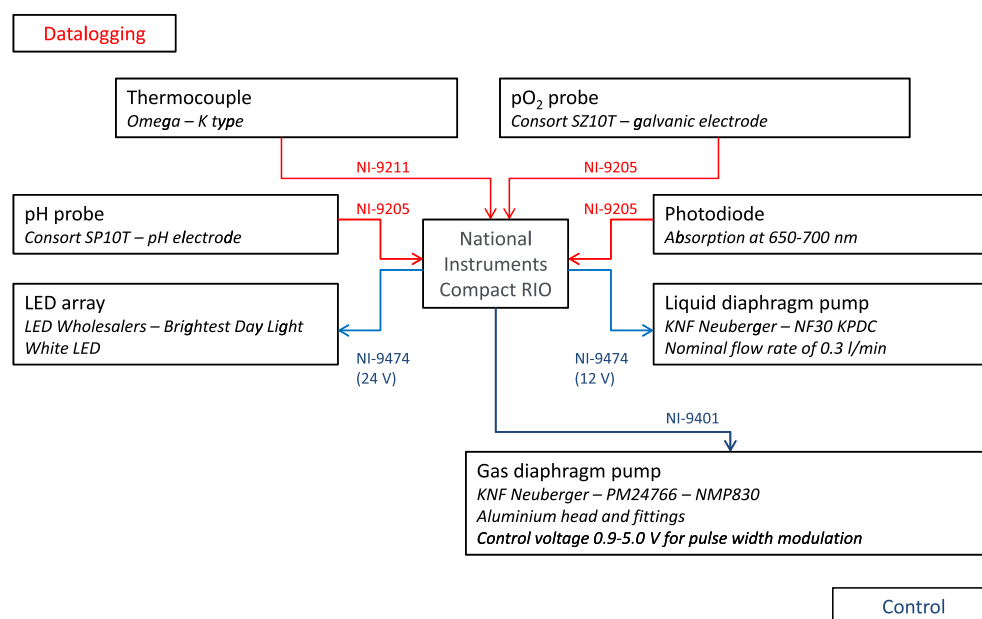 Datalogging
Thermocouple
Omega – K type
pO₂ probe
Consort SZ10T – galvanic electrode
NI-9211
NI-9205
pH probe
Consort SP10T – pH electrode
NI-9205
National
Instruments
Compact RIO
NI-9205
Photodiode
Absorption at 650-700 nm
LED array
LED Wholesalers – Brightest Day Light
White LED
NI-9474
(24 V)
NI-9474
(12 V)
Liquid diaphragm pump
KNF Neuberger – NF30 KPDC
Nominal flow rate of 0.3 l/min
NI-9401
Gas diaphragm pump
KNF Neuberger – PM24766 – NMP830
Aluminium head and fittings
Control voltage 0.9-5.0 V for pulse width modulation
Control